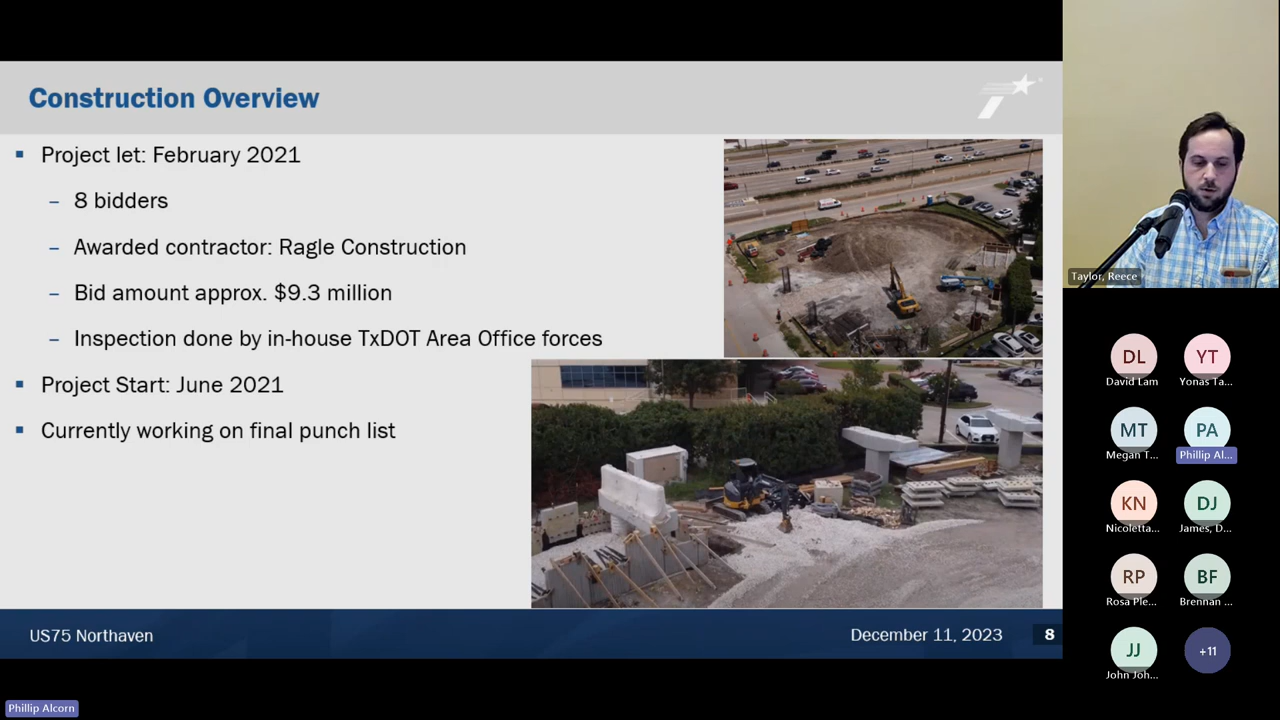 Construction Overview
▪ Project let: February 2021
– 8 bidders
– Awarded contractor: Ragle Construction
– Bid amount approx. $9.3 million
– Inspection done by in-house TxDOT Area Office forces
▪ Project Start: June 2021
▪ Currently working on final punch list
US75 Northaven
December 11, 2023
8
Taylor, Reece
DL
David Lam
YT
Yonas Ta...
MT
Megan T...
PA
Phillip Al...
KN
Nicoletta...
DJ
James, D...
RP
Rosa Ple...
BF
Brennan ...
JJ
John Joh...
+11
Phillip Alcorn